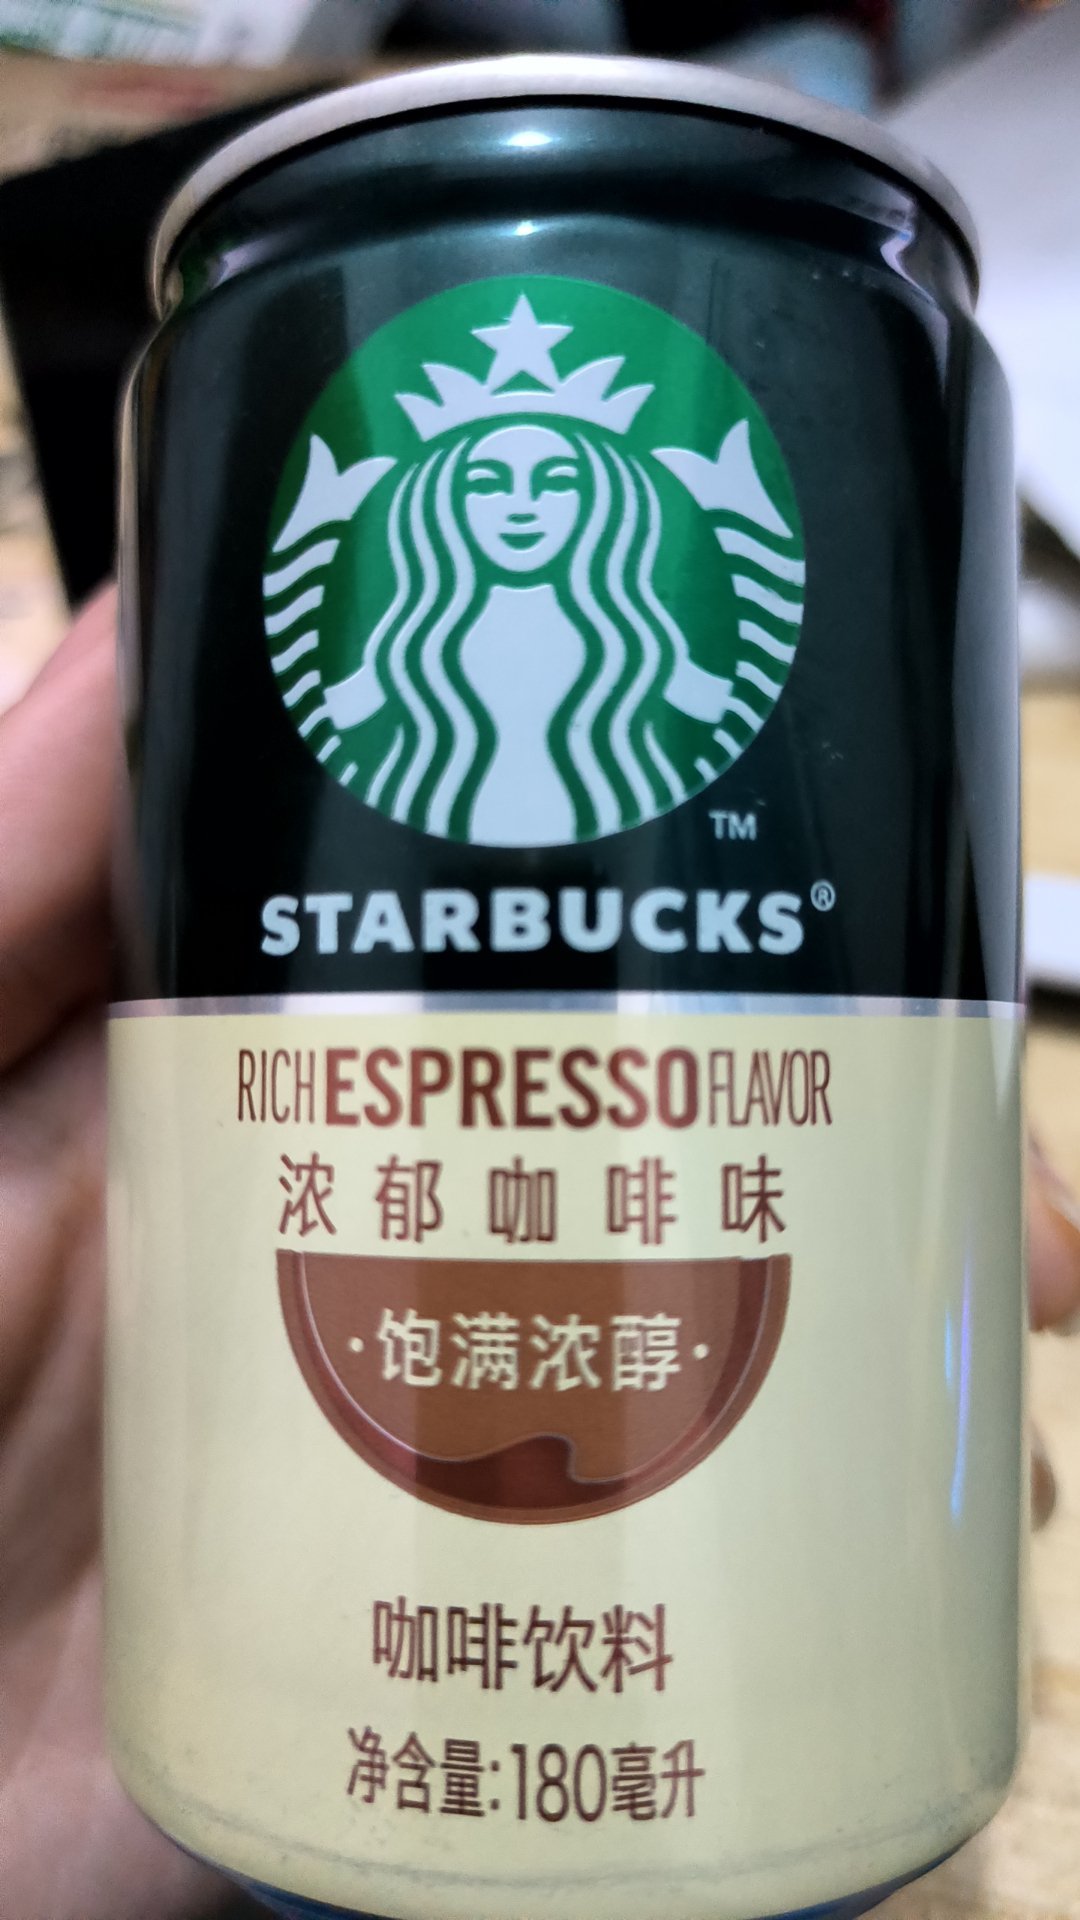 TM
STARBUCKS®
RICH ESPRESSO FLAVOR
浓郁咖啡味
·饱满浓醇·
咖啡饮料
净含量:180毫升